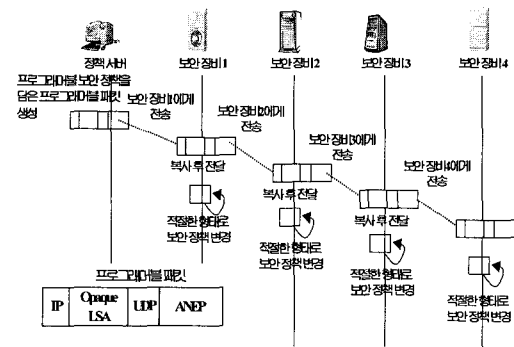 정책 서버
보안 장비1
보안 장비2
보안 장비3
보안 장비4
프로그래머블 보안 정책을
담은 프로그래머블 패킷
생성
보안 장비1에게
전송
보안 장비2에게
전송
보안 장비3에게
전송
보안 장비4에게
전송
복사 후 전달
복사 후 전달
복사 후 전달
적절한 형태로
보안 정책 변경
적절한 형태로
보안 정책 변경
적절한 형태로
보안 정책 변경
적절한 형태로
보안 정책 변경
프로그래머블 패킷
IP
Opaque
LSA
UDP
ANEP